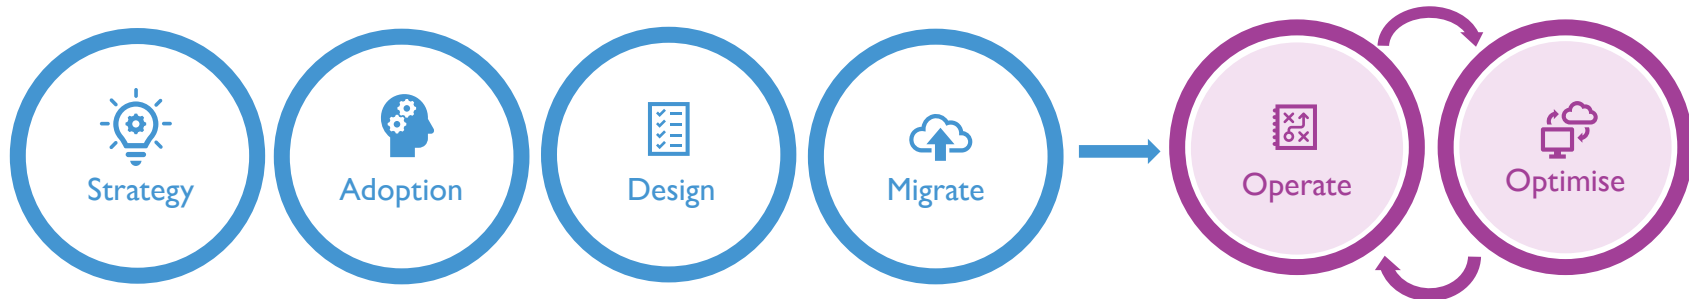 Strategy
Adoption
Design
Migrate
Operate
Optimise